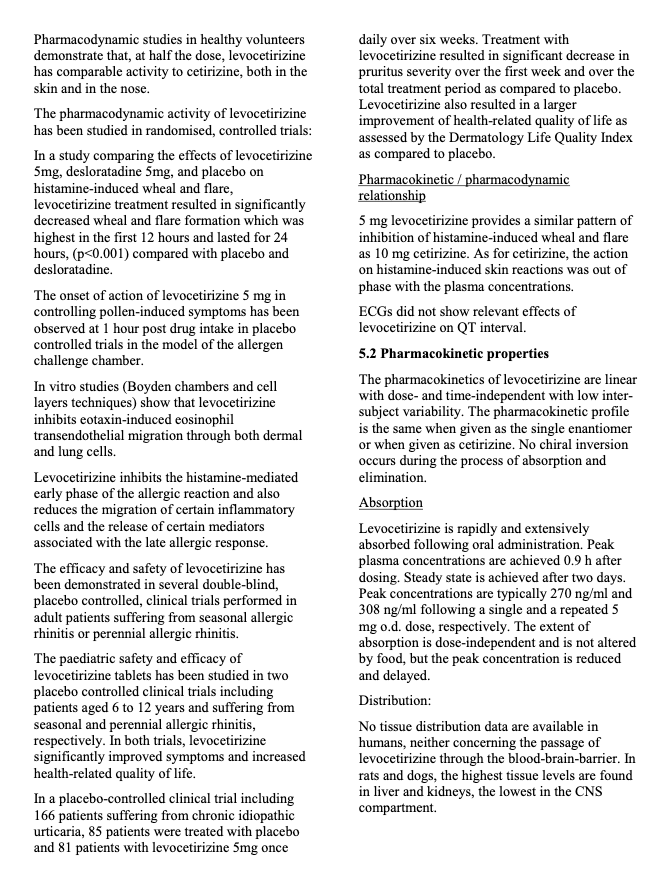 Pharmacodynamic studies in healthy volunteers
demonstrate that, at half the dose, levocetirizine
has comparable activity to cetirizine, both in the
skin and in the nose.
The pharmacodynamic activity of levocetirizine
has been studied in randomised, controlled trials:
In a study comparing the effects of levocetirizine
5mg, desloratadine 5mg, and placebo on
histamine-induced wheal and flare,
levocetirizine treatment resulted in significantly
decreased wheal and flare formation which was
highest in the first 12 hours and lasted for 24
hours, (p<0.001) compared with placebo and
desloratadine.
The onset of action of levocetirizine 5 mg in
controlling pollen-induced symptoms has been
observed at 1 hour post drug intake in placebo
controlled trials in the model of the allergen
challenge chamber.
In vitro studies (Boyden chambers and cell
layers techniques) show that levocetirizine
inhibits eotaxin-induced eosinophil
transendothelial migration through both dermal
and lung cells.
Levocetirizine inhibits the histamine-mediated
early phase of the allergic reaction and also
reduces the migration of certain inflammatory
cells and the release of certain mediators
associated with the late allergic response.
The efficacy and safety of levocetirizine has
been demonstrated in several double-blind,
placebo controlled, clinical trials performed in
adult patients suffering from seasonal allergic
rhinitis or perennial allergic rhinitis.
The paediatric safety and efficacy of
levocetirizine tablets has been studied in two
placebo controlled clinical trials including
patients aged 6 to 12 years and suffering from
seasonal and perennial allergic rhinitis,
respectively. In both trials, levocetirizine
significantly improved symptoms and increased
health-related quality of life.
In a placebo-controlled clinical trial including
166 patients suffering from chronic idiopathic
urticaria, 85 patients were treated with placebo
and 81 patients with levocetirizine 5mg once
daily over six weeks. Treatment with
levocetirizine resulted in significant decrease in
pruritus severity over the first week and over the
total treatment period as compared to placebo.
Levocetirizine also resulted in a larger
improvement of health-related quality of life as
assessed by the Dermatology Life Quality Index
as compared to placebo.
Pharmacokinetic / pharmacodynamic
relationship
5 mg levocetirizine provides a similar pattern of
inhibition of histamine-induced wheal and flare
as 10 mg cetirizine. As for cetirizine, the action
on histamine-induced skin reactions was out of
phase with the plasma concentrations.
ECGs did not show relevant effects of
levocetirizine on QT interval.
5.2 Pharmacokinetic properties
The pharmacokinetics of levocetirizine are linear
with dose- and time-independent with low inter-
subject variability. The pharmacokinetic profile
is the same when given as the single enantiomer
or when given as cetirizine. No chiral inversion
occurs during the process of absorption and
elimination.
Absorption
Levocetirizine is rapidly and extensively
absorbed following oral administration. Peak
plasma concentrations are achieved 0.9 h after
dosing. Steady state is achieved after two days.
Peak concentrations are typically 270 ng/ml and
308 ng/ml following a single and a repeated 5
mg o.d. dose, respectively. The extent of
absorption is dose-independent and is not altered
by food, but the peak concentration is reduced
and delayed.
Distribution:
No tissue distribution data are available in
humans, neither concerning the passage of
levocetirizine through the blood-brain-barrier. In
rats and dogs, the highest tissue levels are found
in liver and kidneys, the lowest in the CNS
compartment.